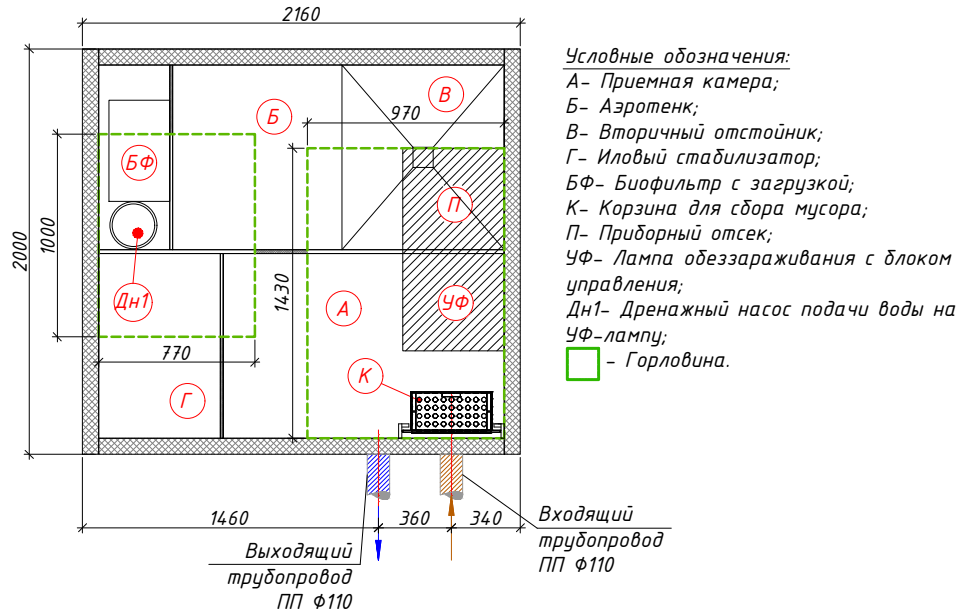 2160
2000
1000
770
970
1430
В
Б
БФ
П
Дн1
А
УФ
К
Г
1460
360
340
Выходящий
трубопровод
ПП Ф110
Входящий
трубопровод
ПП Ф110
Условные обозначения:
А- Приемная камера;
Б- Аэротенк;
В- Вторичный отстойник;
Г- Иловый стабилизатор;
БФ- Биофильтр с загрузкой;
К- Корзина для сбора мусора;
П- Приборный отсек;
УФ- Лампа обеззараживания с блоком
управления;
Дн1- Дренажный насос подачи воды на
УФ-лампу;
- Горловина.